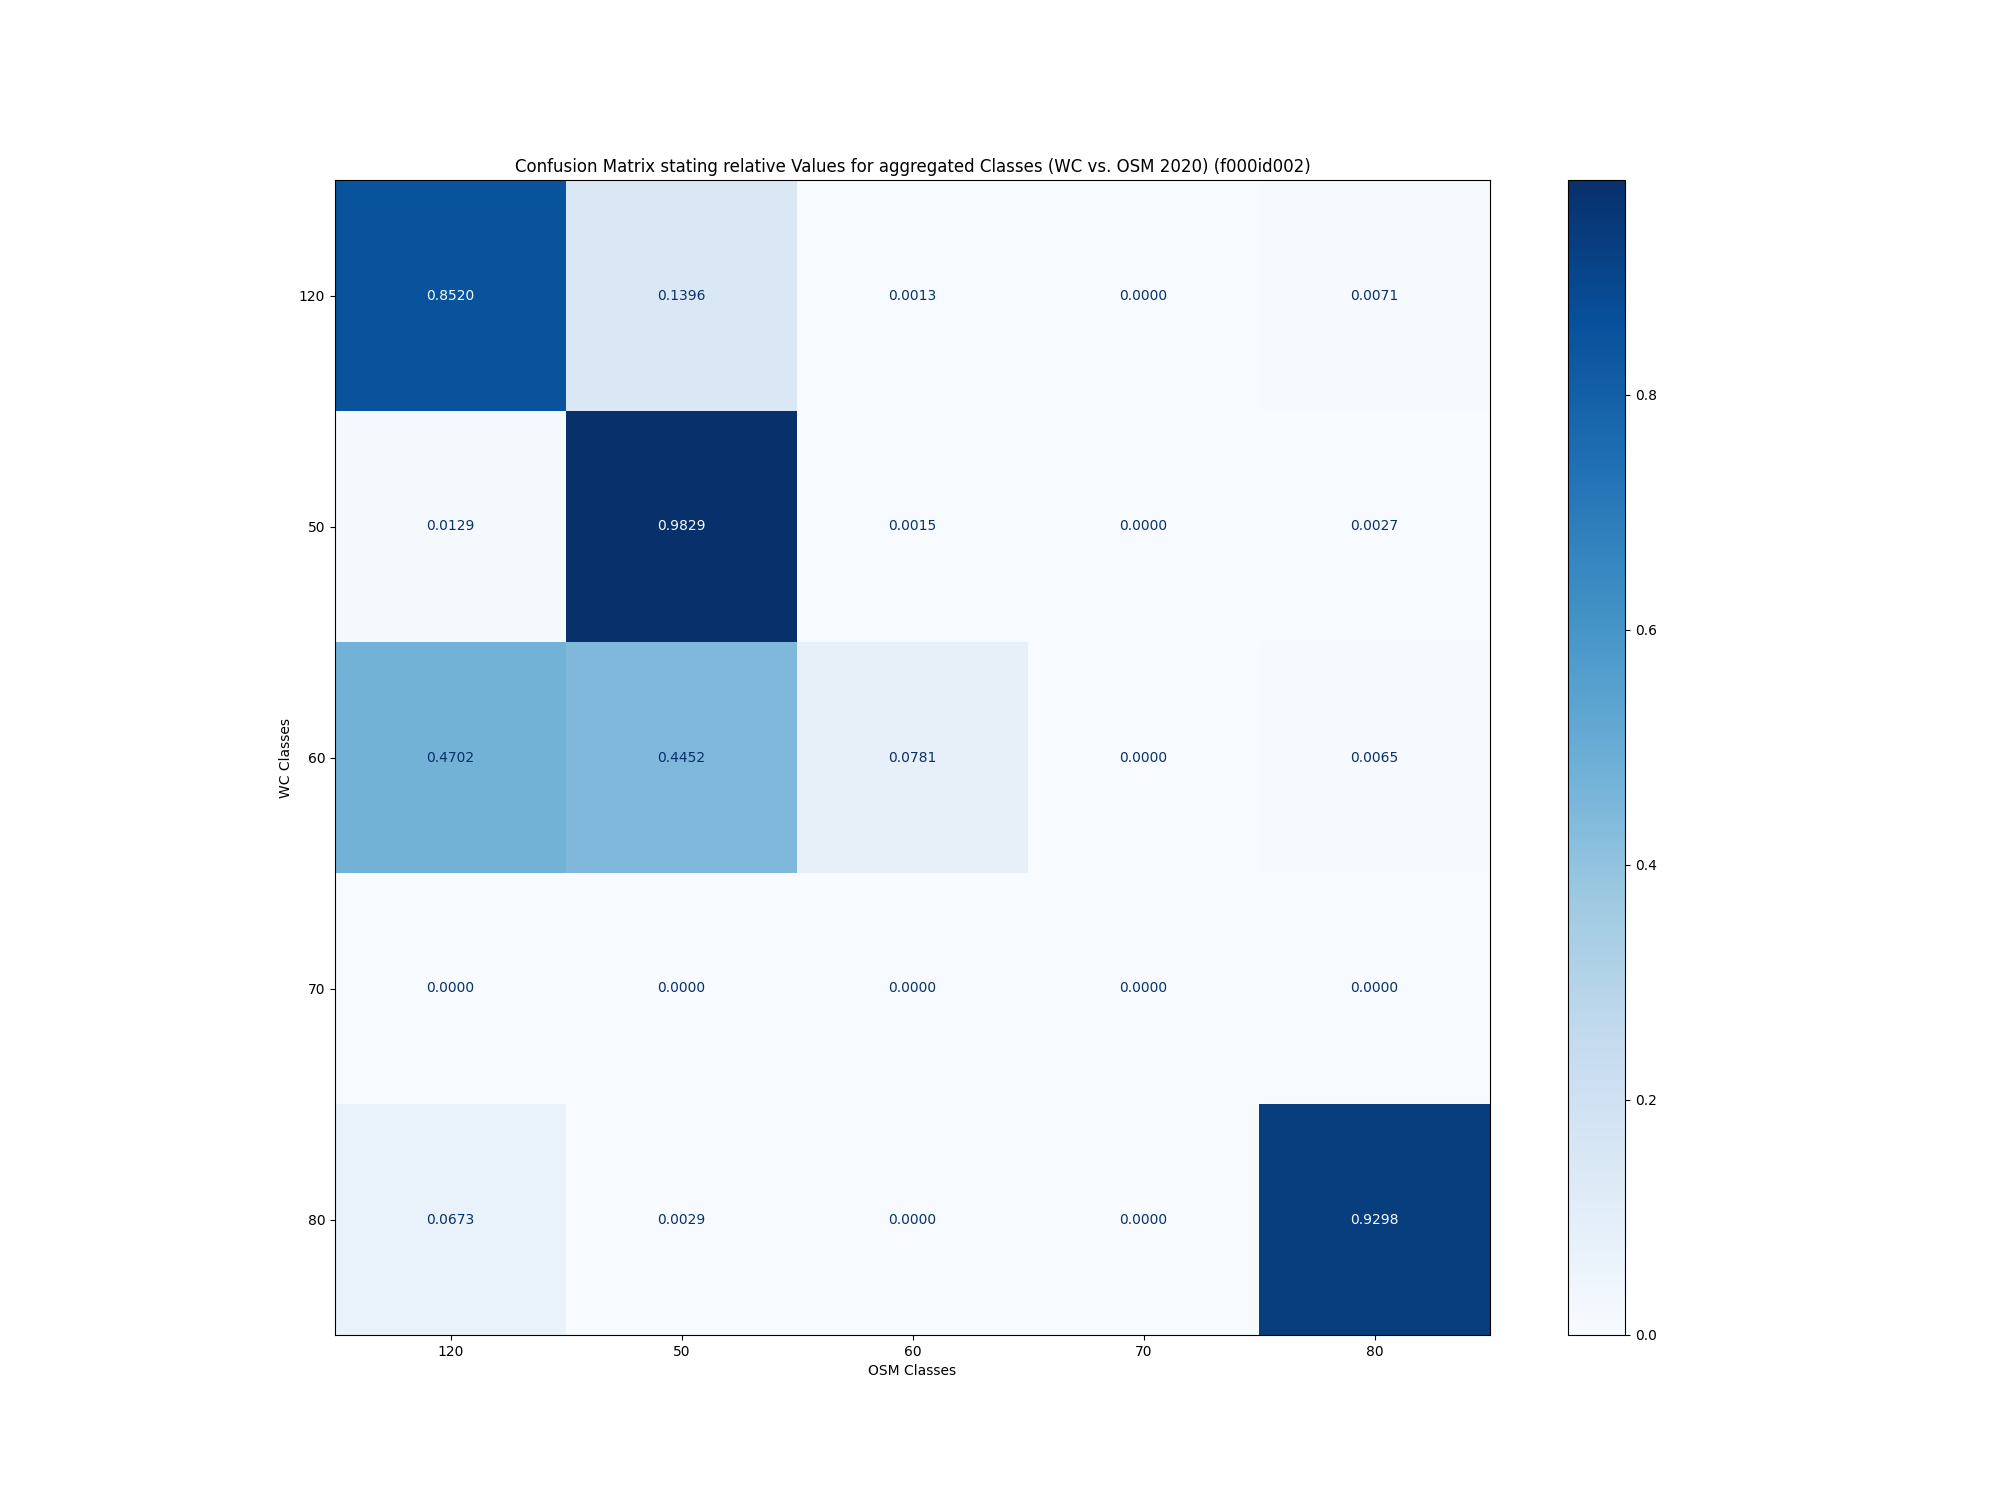 Confusion Matrix stating relative Values for aggregated Classes (WC vs. OSM 2020) (f000id002)
120 0.8520 0.1396 0.0013 0.0000 0.0071
50 0.0129 0.9829 0.0015 0.0000 0.0027
60 0.4702 0.4452 0.0781 0.0000 0.0065
70 0.0000 0.0000 0.0000 0.0000 0.0000
80 0.0673 0.0029 0.0000 0.0000 0.9298
WC Classes
120 50 60 70 80
OSM Classes
0.8
0.6
0.4
0.2
0.0